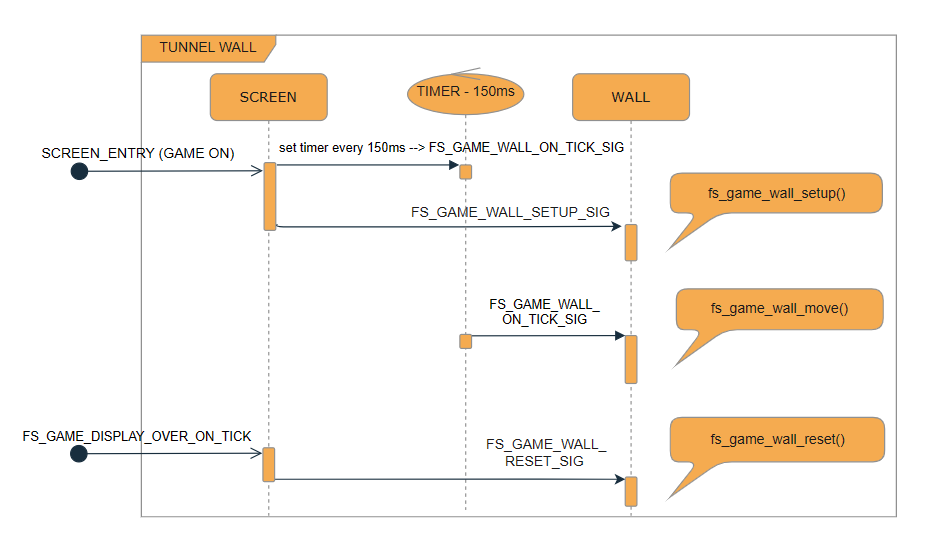 TUNNEL WALL
SCREEN
TIMER - 150ms
WALL
SCREEN_ENTRY (GAME ON)
set timer every 150ms --> FS_GAME_WALL_ON_TICK_SIG
fs_game_wall_setup()
FS_GAME_WALL_SETUP_SIG
FS_GAME_WALL_
ON_TICK_SIG
fs_game_wall_move()
FS_GAME_DISPLAY_OVER_ON_TICK
FS_GAME_WALL_
RESET_SIG
fs_game_wall_reset()